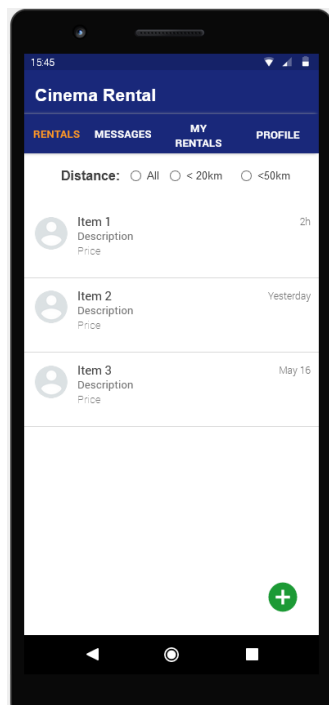 15:45
Cinema Rental
RENTALS MESSAGES MY RENTALS PROFILE
Distance: All < 20km <50km
Item 1 2h
Description
Price
Item 2 Yesterday
Description
Price
Item 3 May 16
Description
Price